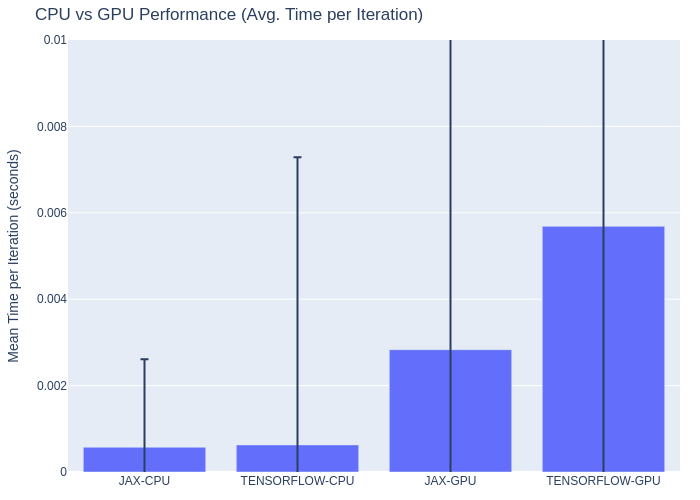 CPU vs GPU Performance (Avg. Time per Iteration)
0.01
0.008
0.006
0.004
0.002
0
Mean Time per Iteration (seconds)
JAX-CPU
TENSORFLOW-CPU
JAX-GPU
TENSORFLOW-GPU